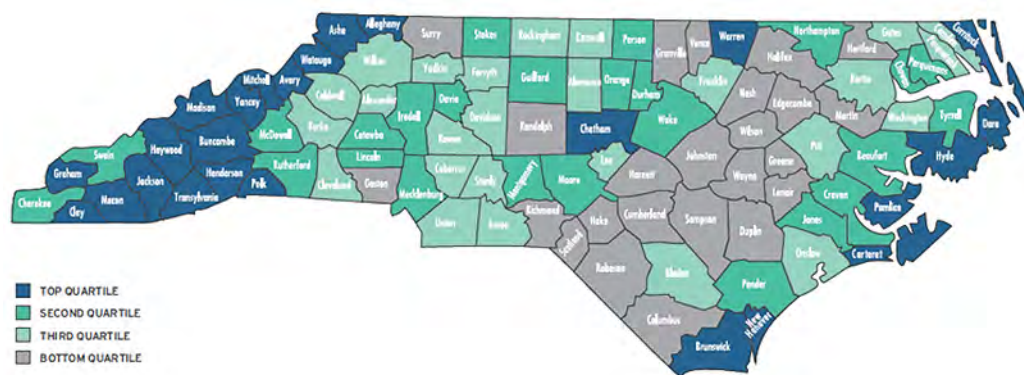 Ashe
Alleghany
Surry
Stokes
Rockingham
Caswell
Person
Granville
Vance
Warren
Northampton
Gates
Currituck
Camden
Watauga
Wilkes
Yadkin
Forsyth
Guilford
Alamance
Orange
Durham
Franklin
Halifax
Hertford
Bertie
Chowan
Perquimans
Mitchell
Avery
Caldwell
Alexander
Iredell
Davie
Davidson
Randolph
Chatham
Wake
Nash
Edgecombe
Martin
Washington
Tyrrell
Dare
Madison
Yancey
McDowell
Burke
Catawba
Rowan
Johnston
Wilson
Pitt
Beaufort
Hyde
Swain
Haywood
Buncombe
Rutherford
Lincoln
Cabarrus
Stanly
Montgomery
Moore
Lee
Harnett
Wayne
Greene
Lenoir
Craven
Pamlico
Graham
Jackson
Henderson
Polk
Cleveland
Gaston
Mecklenburg
Cherokee
Clay
Macon
Transylvania
Union
Anson
Richmond
Scotland
Hoke
Cumberland
Sampson
Duplin
Jones
Onslow
Carteret
Robeson
Bladen
Pender
Columbus
Brunswick
New
Hanover
TOP QUARTILE
SECOND QUARTILE
THIRD QUARTILE
BOTTOM QUARTILE